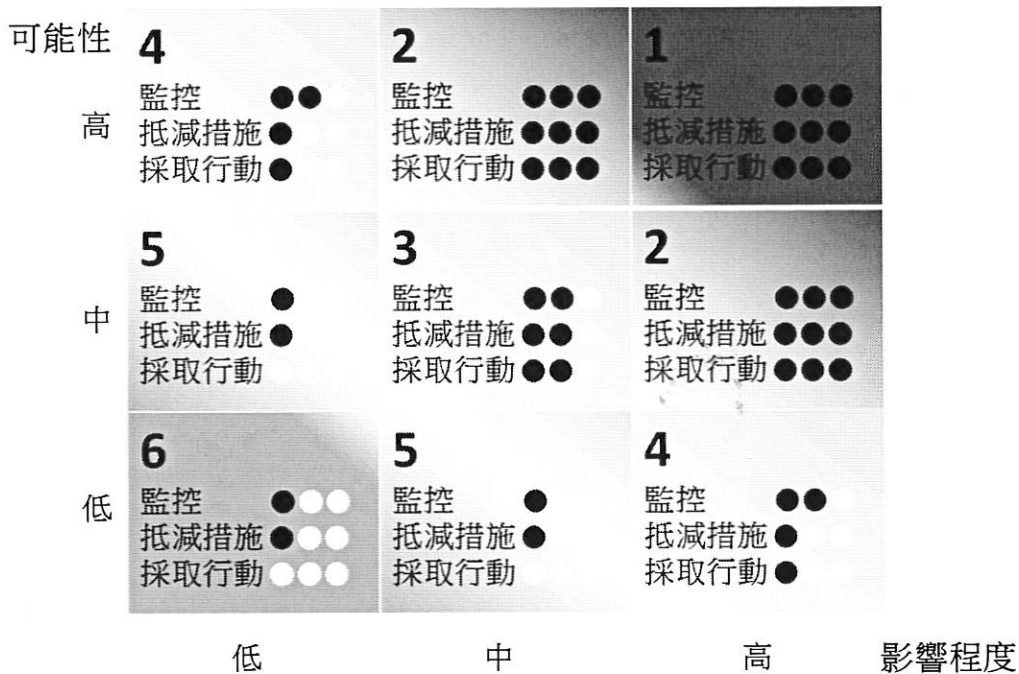 可能性
4 2 1
監控 ●● 監控 ●●● 監控 ●●●
高 抵減措施 ● 抵減措施 ●●● 抵減措施 ●●●
採取行動 ● 採取行動 ●●● 採取行動 ●●●
5 3 2
監控 ● 監控 ●● 監控 ●●●
中 抵減措施 ● 抵減措施 ●● 抵減措施 ●●●
採取行動 採取行動 ●● 採取行動 ●●●
6 5 4
監控 ●○○ 監控 ● 監控 ●●
低 抵減措施 ●○○ 抵減措施 ● 抵減措施 ●
採取行動 ○○○ 採取行動 採取行動 ●
低 中 高 影響程度